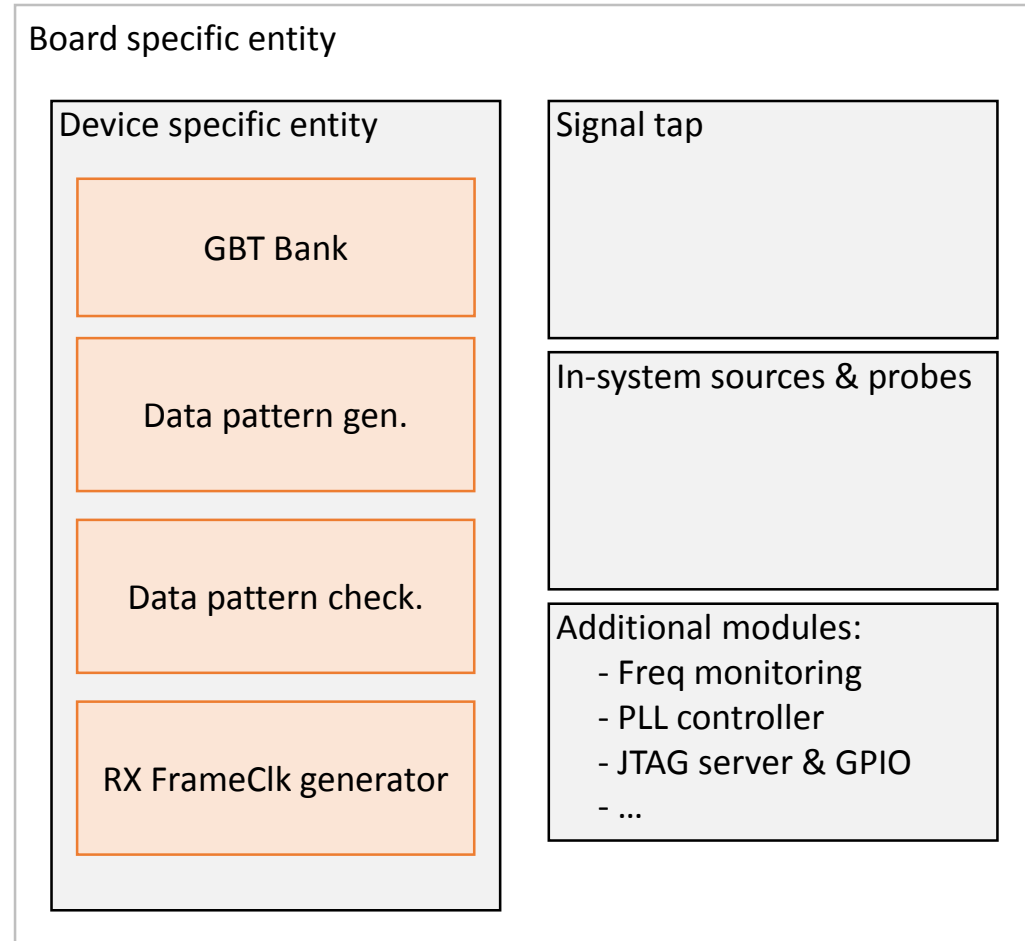 Board specific entity
Device specific entity
GBT Bank
Data pattern gen.
Data pattern check.
RX FrameClk generator
Signal tap
In-system sources & probes
Additional modules:
- Freq monitoring
- PLL controller
- JTAG server & GPIO
- ...